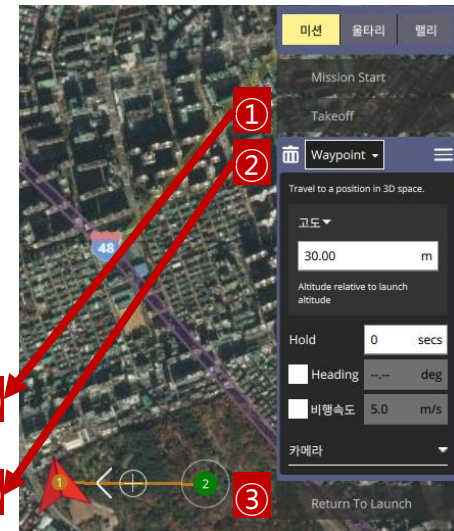 미션 울타리 랠리
Mission Start
①
Takeoff
②
Waypoint
Travel to a position in 3D space.
고도
30.00 m
Altitude relative to launch
altitude
48
Hold 0 secs
Heading --.-- deg
비행속도 5.0 m/s
카메라
1
2
③
Return To Launch